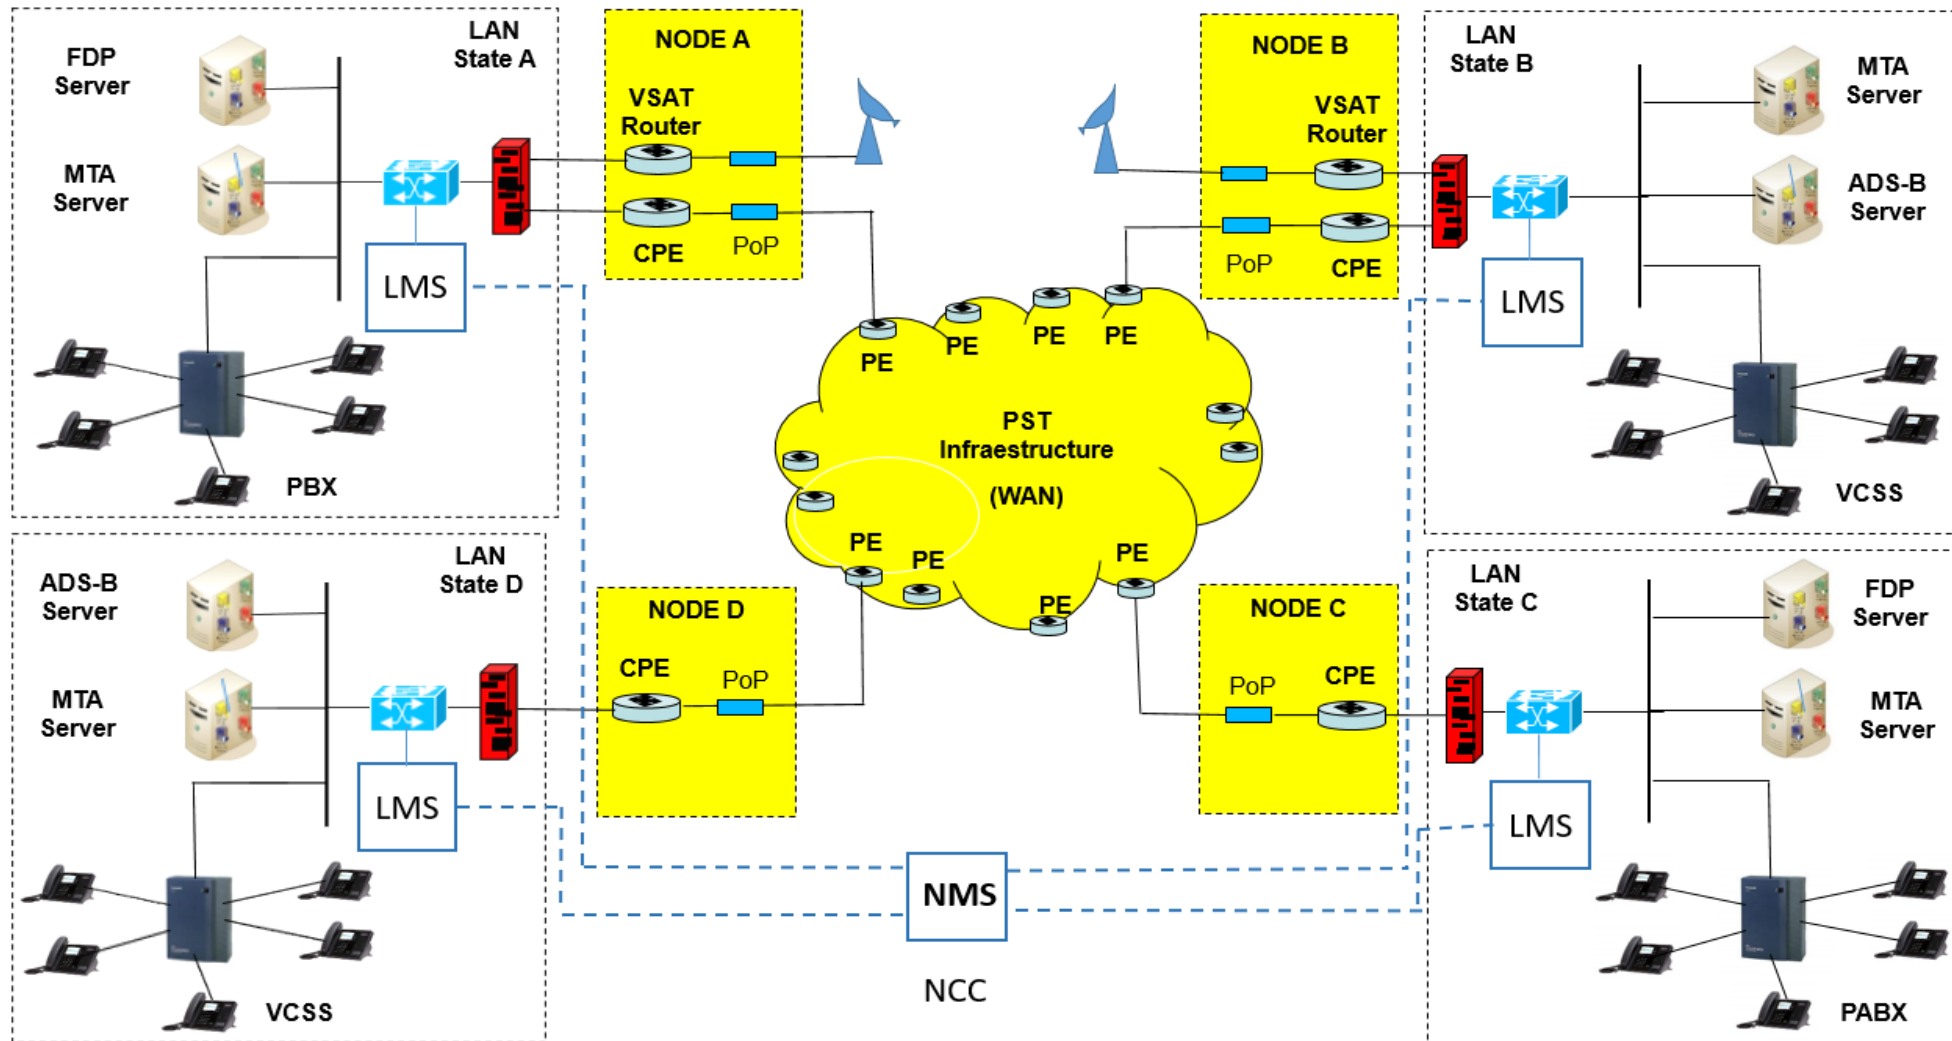 FDP
Server
LAN
State A
MTA
Server
LMS
PBX
NODE A
VSAT
Router
CPE
PoP
NODE B
VSAT
Router
PoP
CPE
LAN
State B
MTA
Server
ADS-B
Server
LMS
VCSS
PE
PE
PE
PE
PST
Infraestructure
(WAN)
PE
PE
PE
PE
ADS-B
Server
LAN
State D
MTA
Server
LMS
VCSS
NODE D
CPE
PoP
NODE C
PoP
CPE
LAN
State C
FDP
Server
MTA
Server
LMS
PABX
NMS
NCC